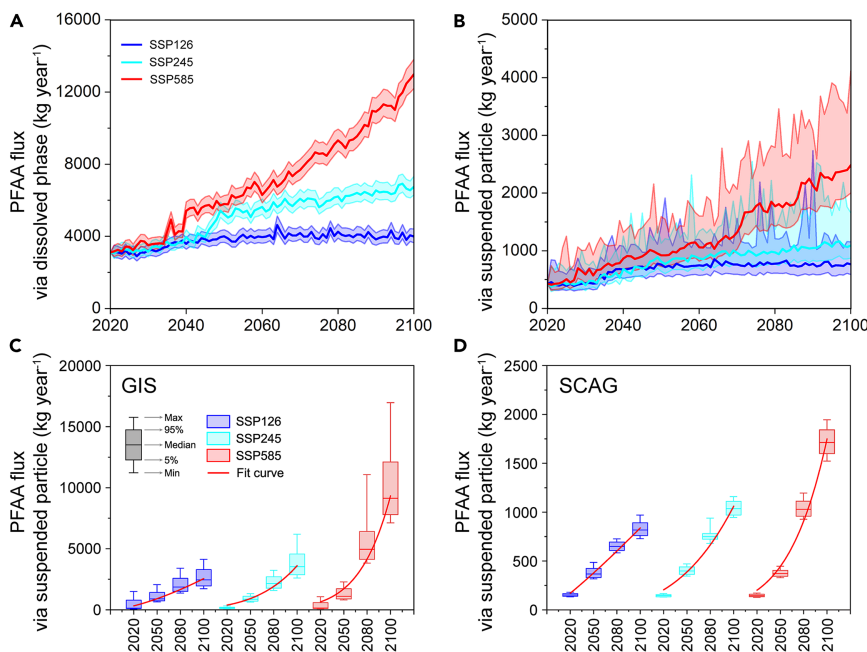 A
PFAA flux
via dissolved phase (kg year⁻¹)
16000
12000
8000
4000
0
SSP126
SSP245
SSP585
2020 2040 2060 2080 2100
B
PFAA flux
via suspended particle (kg year⁻¹)
5000
4000
3000
2000
1000
0
2020 2040 2060 2080 2100
C
PFAA flux
via suspended particle (kg year⁻¹)
20000
15000
10000
5000
0
GIS
Max
95%
Median
5%
Min
SSP126
SSP245
SSP585
Fit curve
2020 2050 2080 2100 2020 2050 2080 2100 2020 2050 2080 2100
D
PFAA flux
via suspended particle (kg year⁻¹)
2500
2000
1500
1000
500
0
SCAG
2020 2050 2080 2100 2020 2050 2080 2100 2020 2050 2080 2100